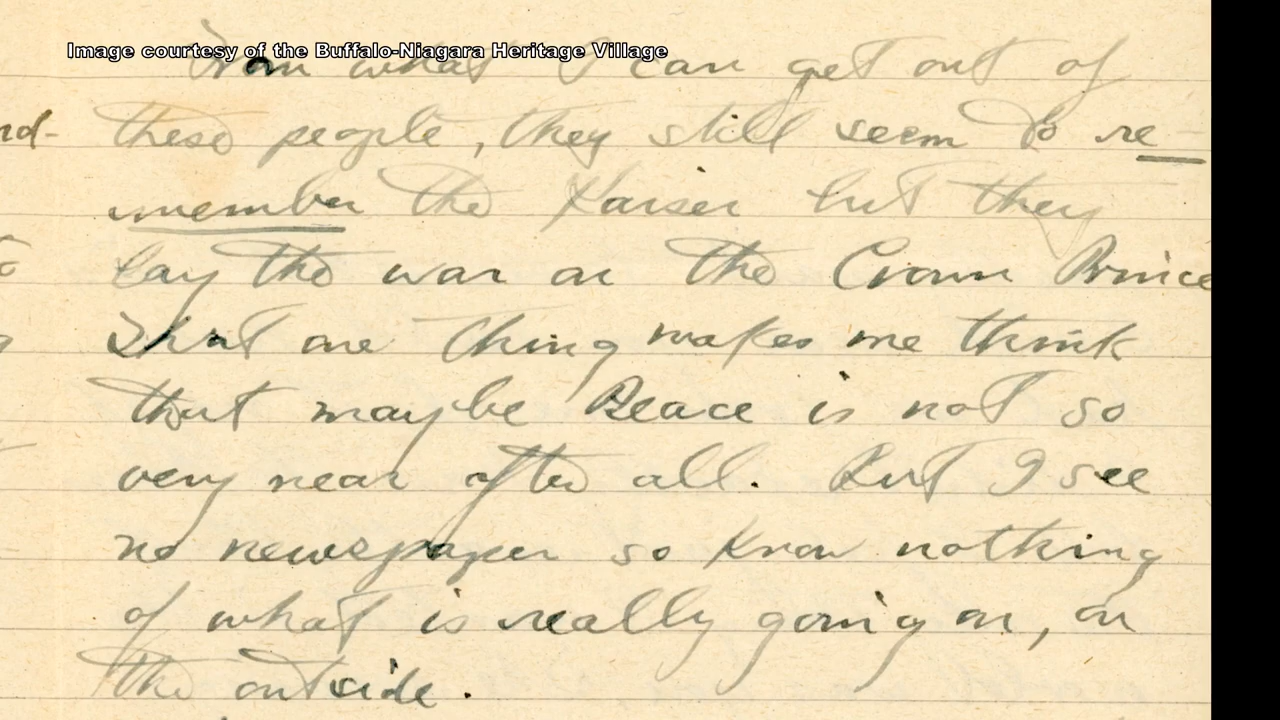 Image courtesy of the Buffalo-Niagara Heritage Village
From what I can get out of
these people, they still seem to re-
member the Kaiser but they
lay the war on the Crown Prince
That one thing makes me think
that maybe Peace is not so
very near after all. But I see
no newspaper so know nothing
of what is really going on, on
the outside.